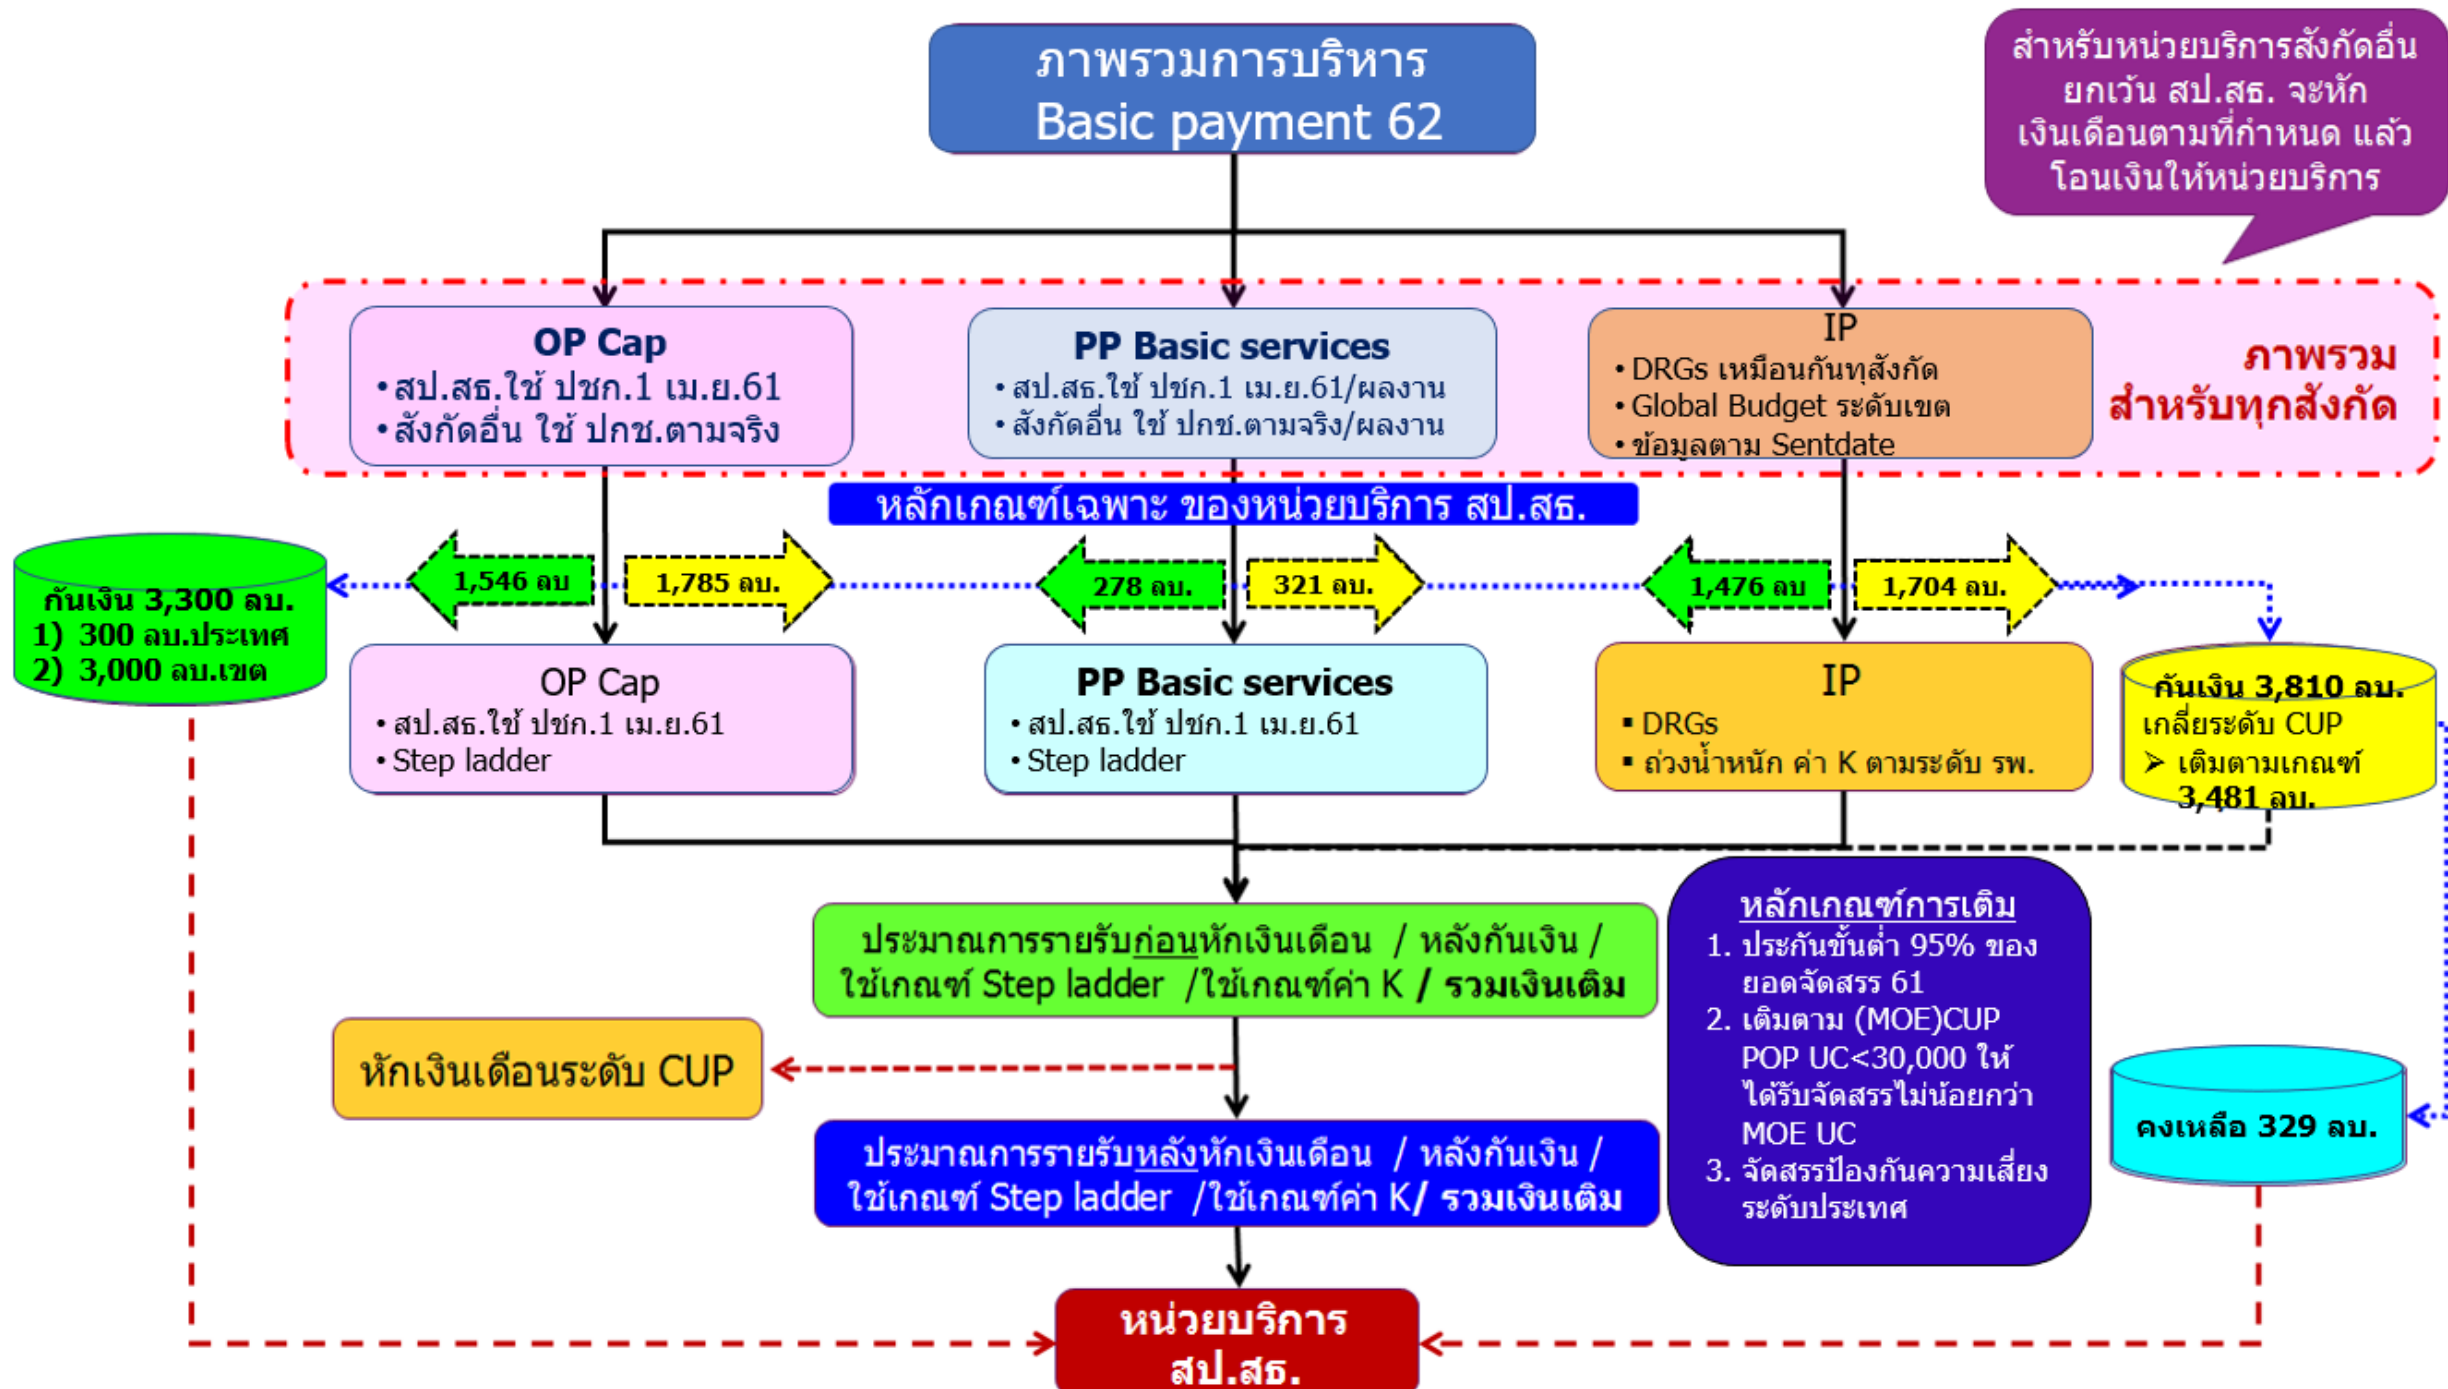 ภาพรวมการบริหาร
Basic payment 62
สำหรับหน่วยบริการสังกัดอื่น
ยกเว้น สป.สธ. จะหัก
เงินเดือนตามที่กำหนด แล้ว
โอนเงินให้หน่วยบริการ
OP Cap
• สป.สธ.ใช้ ปชก.1 เม.ย.61
• สังกัดอื่น ใช้ ปกช.ตามจริง
PP Basic services
• สป.สธ.ใช้ ปชก.1 เม.ย.61/ผลงาน
• สังกัดอื่น ใช้ ปกช.ตามจริง/ผลงาน
IP
• DRGs เหมือนกันทุสังกัด
• Global Budget ระดับเขต
• ข้อมูลตาม Sentdate
ภาพรวม
สำหรับทุกสังกัด
หลักเกณฑ์เฉพาะ ของหน่วยบริการ สป.สธ.
1,546 ลบ
1,785 ลบ.
278 ลบ.
321 ลบ.
1,476 ลบ
1,704 ลบ.
กันเงิน 3,300 ลบ.
1) 300 ลบ.ประเทศ
2) 3,000 ลบ.เขต
OP Cap
• สป.สธ.ใช้ ปชก.1 เม.ย.61
• Step ladder
PP Basic services
• สป.สธ.ใช้ ปชก.1 เม.ย.61
• Step ladder
IP
▪ DRGs
▪ ถ่วงน้ำหนัก ค่า K ตามระดับ รพ.
กันเงิน 3,810 ลบ.
เกลี่ยระดับ CUP
➢ เติมตามเกณฑ์
3,481 ลบ.
ประมาณการรายรับก่อนหักเงินเดือน / หลังกันเงิน /
ใช้เกณฑ์ Step ladder /ใช้เกณฑ์ค่า K / รวมเงินเติม
หักเงินเดือนระดับ CUP
ประมาณการรายรับหลังหักเงินเดือน / หลังกันเงิน /
ใช้เกณฑ์ Step ladder /ใช้เกณฑ์ค่า K/ รวมเงินเติม
หลักเกณฑ์การเติม
1. ประกันขั้นต่ำ 95% ของ
ยอดจัดสรร 61
2. เติมตาม (MOE)CUP
POP UC<30,000 ให้
ได้รับจัดสรรไม่น้อยกว่า
MOE UC
3. จัดสรรป้องกันความเสี่ยง
ระดับประเทศ
คงเหลือ 329 ลบ.
หน่วยบริการ
สป.สธ.